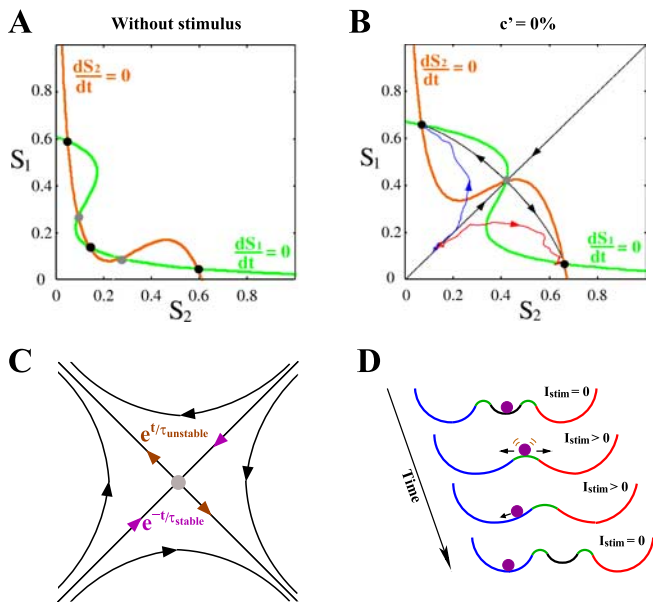 A
Without stimulus
1
0.8
0.6
0.4
0.2
0
S1
dS2/dt = 0
dS1/dt = 0
0 0.2 0.4 0.6 0.8
S2
B
c' = 0%
1
0.8
0.6
0.4
0.2
0
S1
dS2/dt = 0
dS1/dt = 0
0 0.2 0.4 0.6 0.8
S2
C
e^t/τunstable
e^−t/τstable
D
Istim = 0
Istim > 0
Istim > 0
Istim = 0
Time